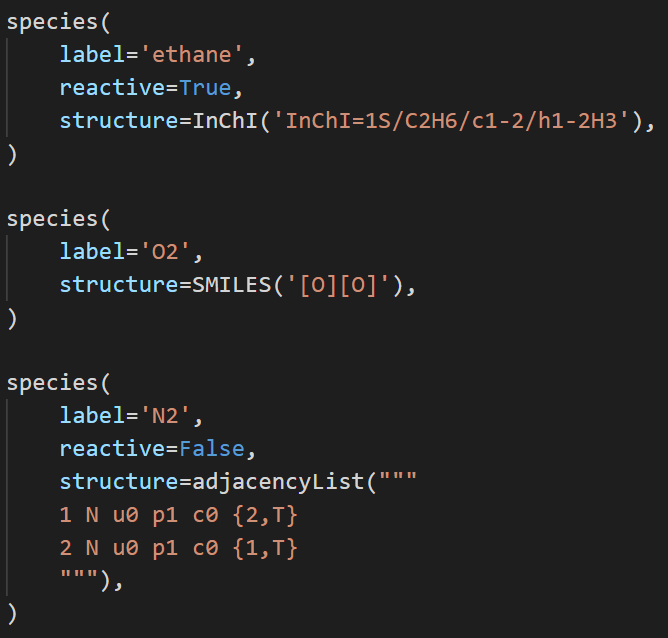 species(
    label='ethane',
    reactive=True,
    structure=InChI('InChI=1S/C2H6/c1-2/h1-2H3'),
)
species(
    label='O2',
    structure=SMILES('[O][O]'),
)
species(
    label='N2',
    reactive=False,
    structure=adjacencyList("""
    1 N u0 p1 c0 {2,T}
    2 N u0 p1 c0 {1,T}
    """),
)